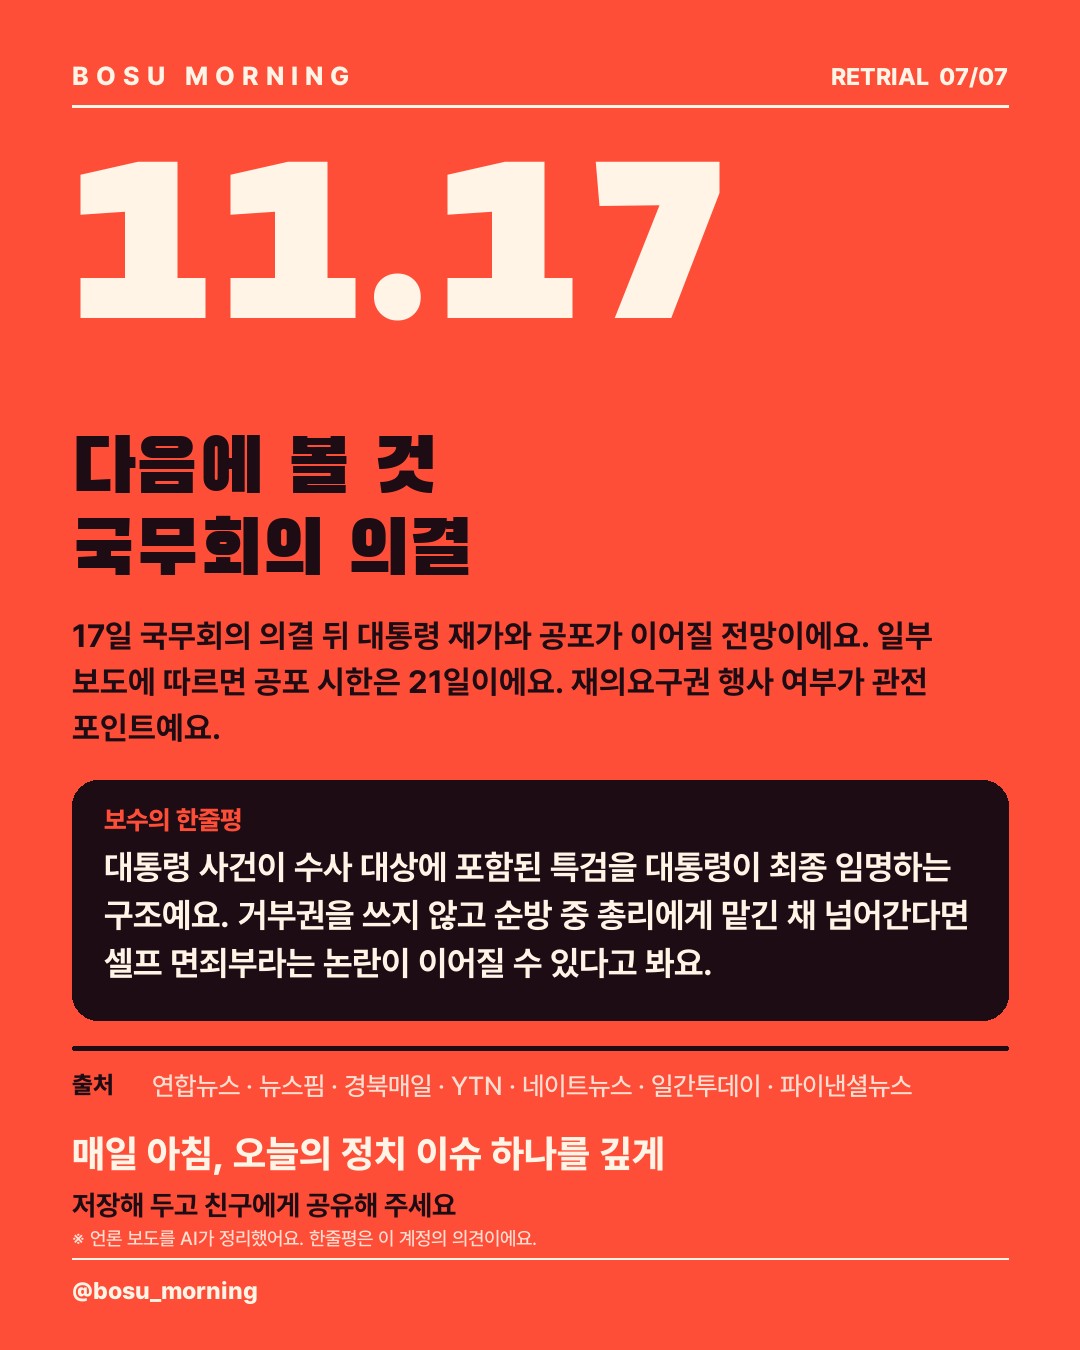 BOSU MORNING
RETRIAL 07/07
11.17
다음에 볼 것
국무회의 의결
17일 국무회의 의결 뒤 대통령 재가와 공포가 이어질 전망이에요. 일부
보도에 따르면 공포 시한은 21일이에요. 재의요구권 행사 여부가 관전
포인트예요.
보수의 한줄평
대통령 사건이 수사 대상에 포함된 특검을 대통령이 최종 임명하는
구조예요. 거부권을 쓰지 않고 순방 중 총리에게 맡긴 채 넘어간다면
셀프 면죄부라는 논란이 이어질 수 있다고 봐요.
출처 연합뉴스 · 뉴스핌 · 경북매일 · YTN · 네이트뉴스 · 일간투데이 · 파이낸셜뉴스
매일 아침, 오늘의 정치 이슈 하나를 깊게
저장해 두고 친구에게 공유해 주세요
※ 언론 보도를 AI가 정리했어요. 한줄평은 이 계정의 의견이에요.
@bosu_morning